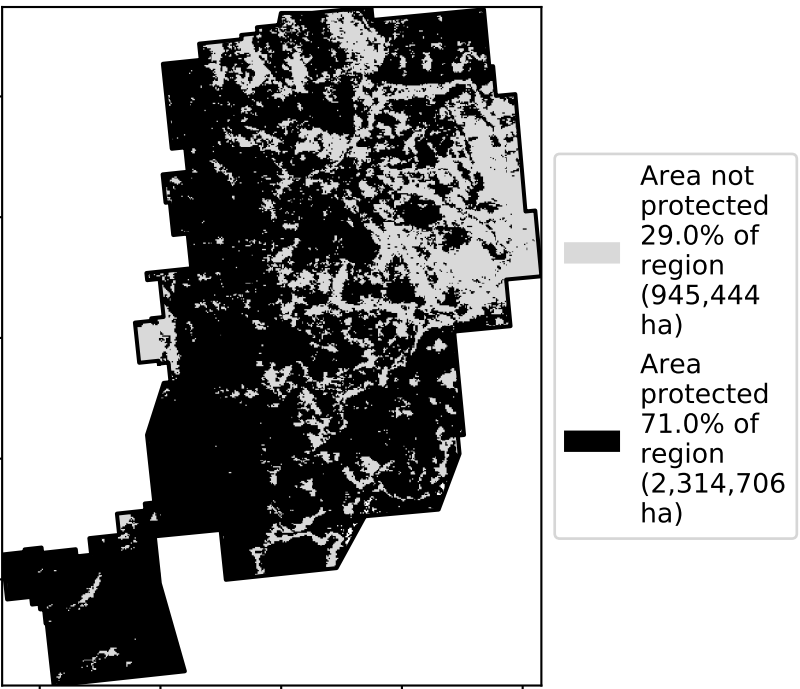 Area not
protected
29.0% of
region
(945,444
ha)
Area
protected
71.0% of
region
(2,314,706
ha)